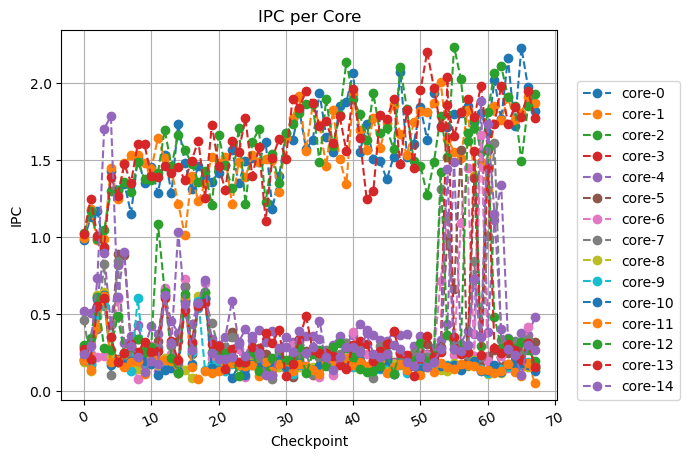 IPC per Core
IPC
2.0
1.5
1.0
0.5
0.0
0
10
20
30
40
50
60
70
Checkpoint
core-0
core-1
core-2
core-3
core-4
core-5
core-6
core-7
core-8
core-9
core-10
core-11
core-12
core-13
core-14